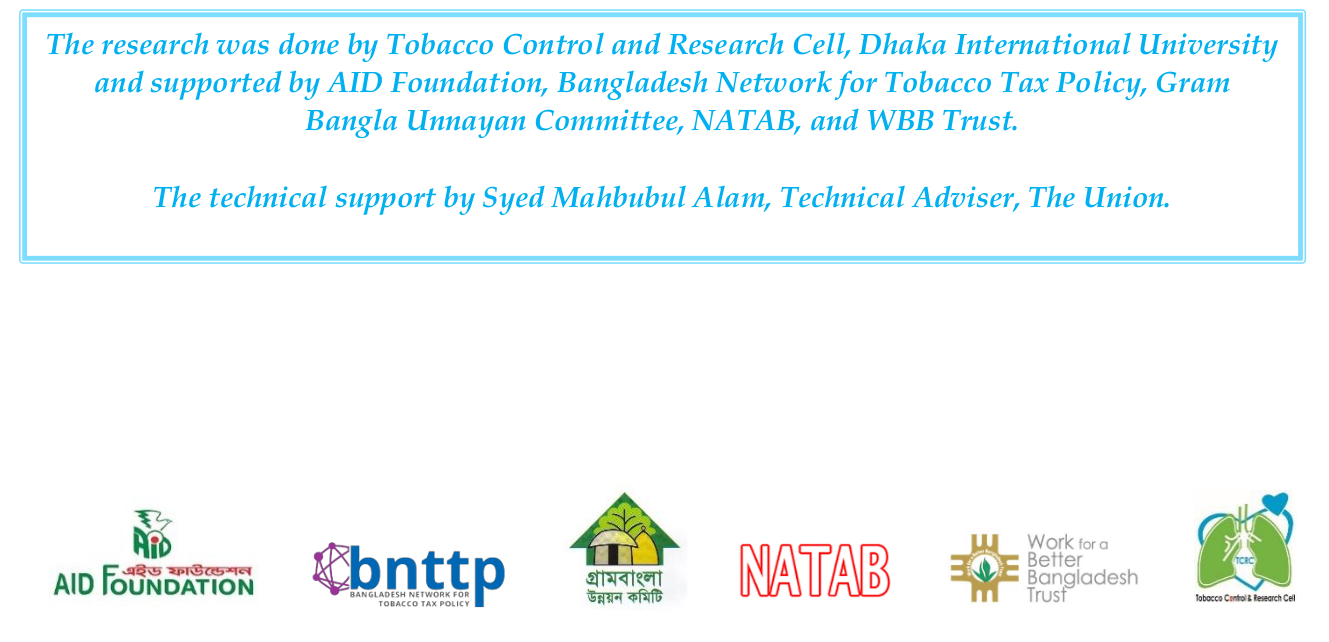 The research was done by Tobacco Control and Research Cell, Dhaka International University
and supported by AID Foundation, Bangladesh Network for Tobacco Tax Policy, Gram
Bangla Unnayan Committee, NATAB, and WBB Trust.
The technical support by Syed Mahbubul Alam, Technical Adviser, The Union.
AiD
এইড ফাউন্ডেশন
AID FOUNDATION
bnttp
BANGLADESH NETWORK FOR
TOBACCO TAX POLICY
গ্রামবাংলা
উন্নয়ন কমিটি
NATAB
Work for a
Better
Bangladesh
Trust
TCRC
Tobacco Control & Research Cell